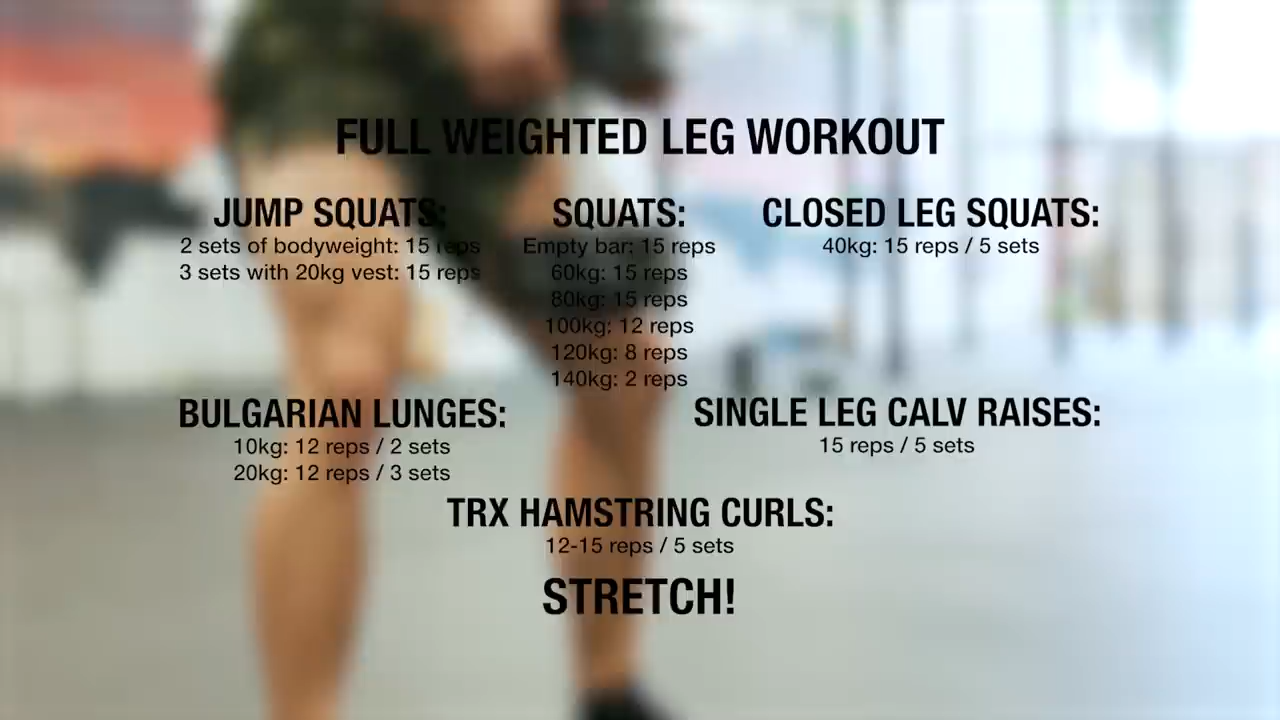 FULL WEIGHTED LEG WORKOUT
JUMP SQUATS:
2 sets of bodyweight: 15 reps
3 sets with 20kg vest: 15 reps
SQUATS:
Empty bar: 15 reps
60kg: 15 reps
80kg: 15 reps
100kg: 12 reps
120kg: 8 reps
140kg: 2 reps
CLOSED LEG SQUATS:
40kg: 15 reps / 5 sets
BULGARIAN LUNGES:
10kg: 12 reps / 2 sets
20kg: 12 reps / 3 sets
SINGLE LEG CALV RAISES:
15 reps / 5 sets
TRX HAMSTRING CURLS:
12-15 reps / 5 sets
STRETCH!